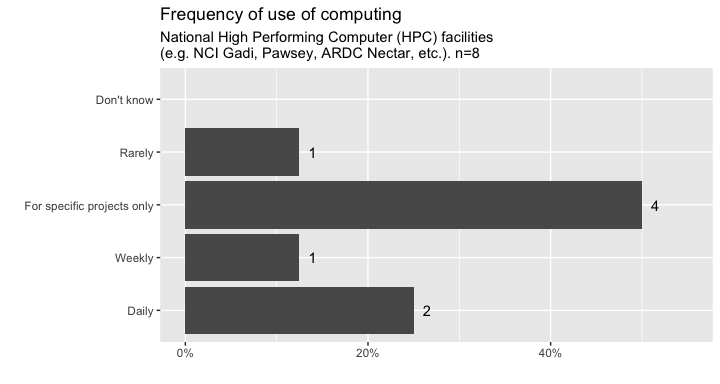 Frequency of use of computing
National High Performing Computer (HPC) facilities
(e.g. NCI Gadi, Pawsey, ARDC Nectar, etc.). n=8
Don't know
Rarely
1
For specific projects only
4
Weekly
1
Daily
2
0%
20%
40%